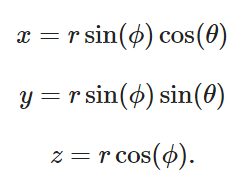 x = r sin(ϕ) cos(θ)
y = r sin(ϕ) sin(θ)
z = r cos(ϕ).